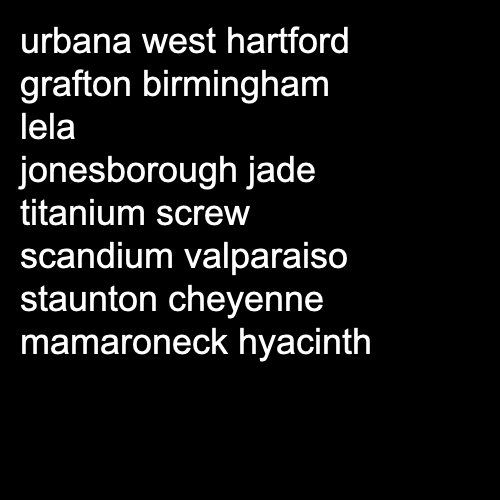 urbana west hartford
grafton birmingham
lela
jonesborough jade
titanium screw
scandium valparaiso
staunton cheyenne
mamaroneck hyacinth